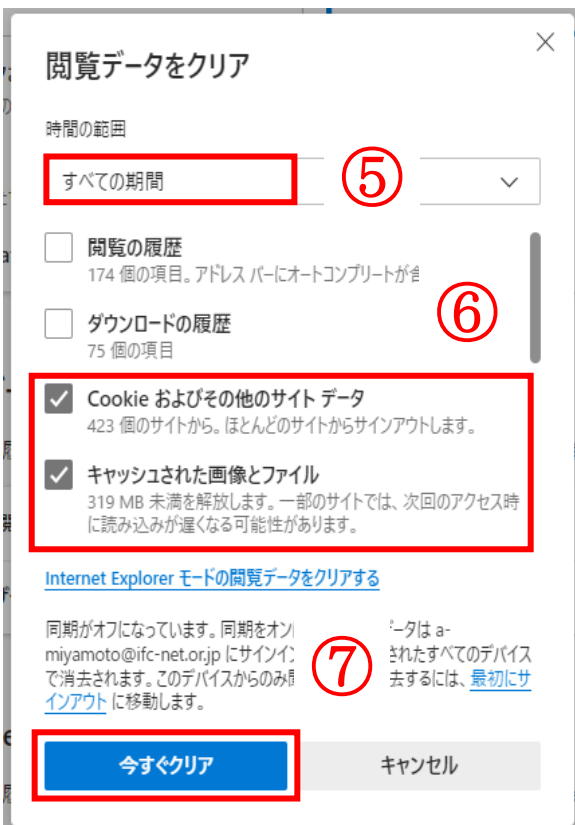 閲覧データをクリア
時間の範囲
すべての期間
⑤
閲覧の履歴
174 個の項目。アドレス バーにオートコンプリートが含
⑥
ダウンロードの履歴
75 個の項目
Cookie およびその他のサイト データ
423 個のサイトから。ほとんどのサイトからサインアウトします。
キャッシュされた画像とファイル
319 MB 未満を解放します。一部のサイトでは、次回のアクセス時
に読み込みが遅くなる可能性があります。
Internet Explorer モードの閲覧データをクリアする
同期がオフになっています。同期をオン ータは a-
miyamoto@ifc-net.or.jp にサインイン されたすべてのデバイス
で消去されます。このデバイスからのみ 去するには、最初にサ
インアウト に移動します。
⑦
今すぐクリア
キャンセル